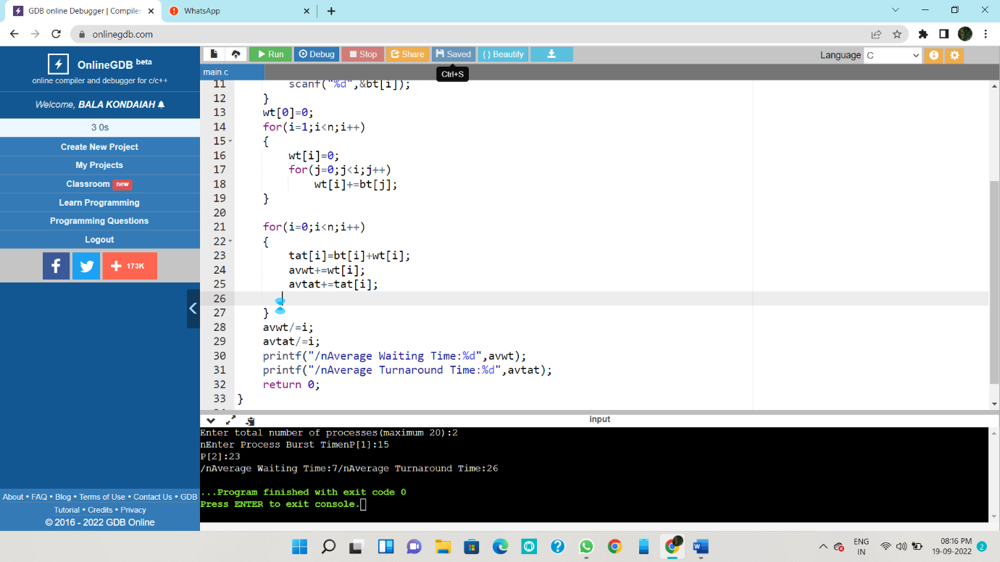 GDB online Debugger | Compiler
WhatsApp
onlinegdb.com
OnlineGDB beta
online compiler and debugger for c/c++
Welcome, BALA KONDAIAH
3 0s
Create New Project
My Projects
Classroom new
Learn Programming
Programming Questions
Logout
173K
About • FAQ • Blog • Terms of Use • Contact Us • GDB
Tutorial • Credits • Privacy
© 2016 - 2022 GDB Online
Run Debug Stop Share Saved { } Beautify
Language C
main.c
Ctrl+S
11 scanf("%d",&bt[i]);
12 }
13 wt[0]=0;
14 for(i=1;i<n;i++)
15 {
16 wt[i]=0;
17 for(j=0;j<i;j++)
18 wt[i]+=bt[j];
19 }
20
21 for(i=0;i<n;i++)
22 {
23 tat[i]=bt[i]+wt[i];
24 avwt+=wt[i];
25 avtat+=tat[i];
26
27 }
28 avwt/=i;
29 avtat/=i;
30 printf("/nAverage Waiting Time:%d",avwt);
31 printf("/nAverage Turnaround Time:%d",avtat);
32 return 0;
33 }
input
Enter total number of processes(maximum 20):2
nEnter Process Burst TimenP[1]:15
P[2]:23
/nAverage Waiting Time:7/nAverage Turnaround Time:26
...Program finished with exit code 0
Press ENTER to exit console.
ENG
IN
08:16 PM
19-09-2022
2